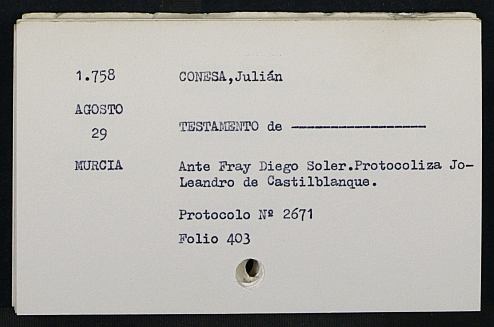 1.758 CONESA,Julián
AGOSTO
29 TESTAMENTO de ------------------
MURCIA Ante Fray Diego Soler.Protocoliza Jo-
Leandro de Castilblanque.
Protocolo Nº 2671
Folio 403